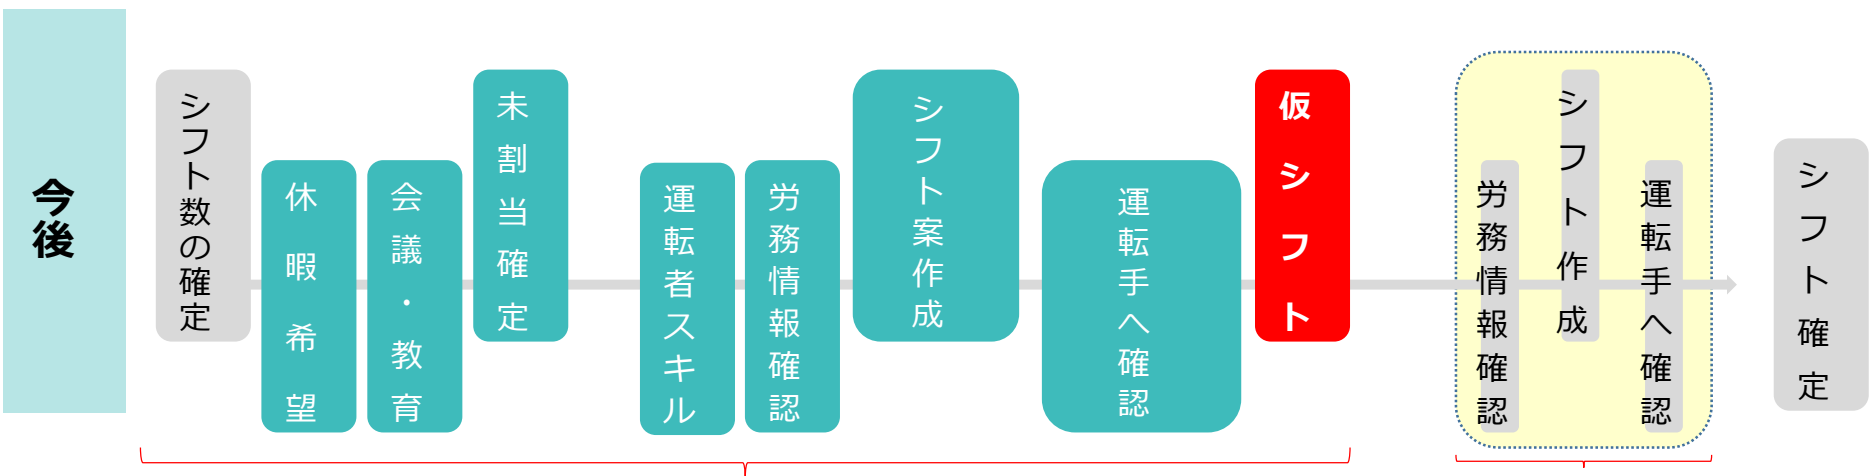 今後
シフト数の確定
休暇希望
会議・教育
未割当確定
運転者スキル
労務情報確認
シフト案作成
運転手へ確認
仮シフト
労務情報確認
シフト作成
運転手へ確認
シフト確定